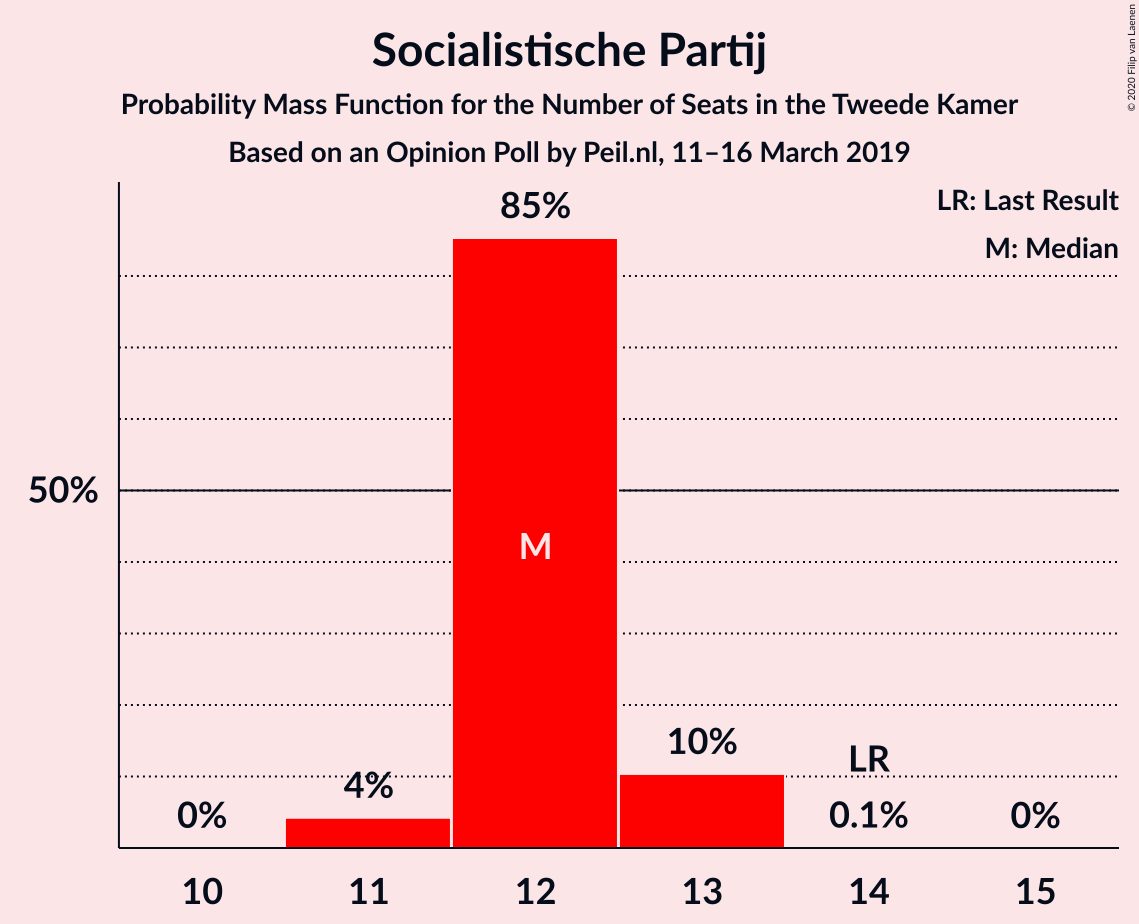 Socialistische Partij
Probability Mass Function for the Number of Seats in the Tweede Kamer
Based on an Opinion Poll by Peil.nl, 11–16 March 2019
© 2020 Filip van Laenen
LR: Last Result
M: Median
85%
50%
M
10%
LR
4%
0%
0.1%
0%
10 11 12 13 14 15